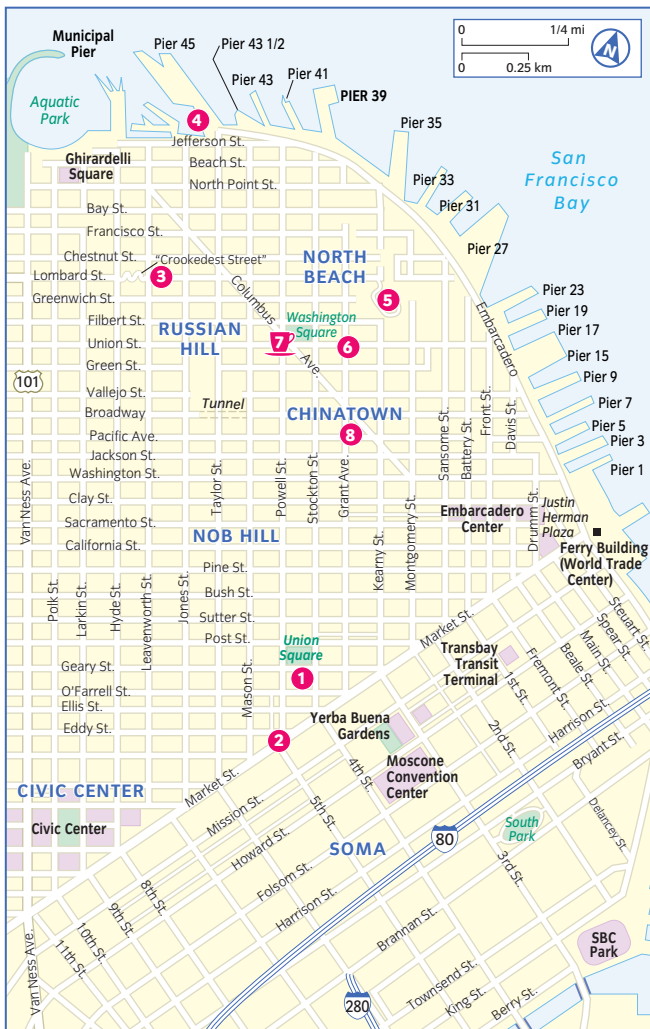 Municipal
Pier
Pier 45
Pier 43 1/2
Pier 43
Pier 41
PIER 39
0
1/4 mi
0
0.25 km
N
Aquatic
Park
4
Pier 35
Jefferson St.
Beach St.
North Point St.
Ghirardelli
Square
San
Francisco
Bay
Pier 33
Pier 31
Pier 27
Bay St.
Francisco St.
Chestnut St.
"Crookedest Street"
Lombard St.
3
Greenwich St.
NORTH
BEACH
5
Columbus
Ave.
Embarcadero
Pier 23
Pier 19
Pier 17
Pier 15
Pier 9
Pier 7
Pier 5
Pier 3
Pier 1
Filbert St.
Union St.
Green St.
RUSSIAN
HILL
Washington
Square
7
6
101
Vallejo St.
Broadway
Tunnel
Pacific Ave.
Jackson St.
Washington St.
CHINATOWN
8
Clay St.
Sacramento St.
California St.
Van Ness Ave.
Taylor St.
Powell St.
Stockton St.
Grant Ave.
Kearny St.
Montgomery St.
Sansome St.
Battery St.
Front St.
Davis St.
Drumm St.
Embarcadero
Center
Justin
Herman
Plaza
Ferry Building
(World Trade
Center)
NOB HILL
Pine St.
Bush St.
Sutter St.
Post St.
Polk St.
Larkin St.
Hyde St.
Leavenworth St.
Jones St.
Mason St.
Union
Square
1
Geary St.
O'Farrell St.
Ellis St.
Eddy St.
2
Market St.
Transbay
Transit
Terminal
Steuart St.
Spear St.
Main St.
Beale St.
Fremont St.
1st St.
2nd St.
Harrison St.
Bryant St.
Yerba Buena
Gardens
Moscone
Convention
Center
4th St.
CIVIC CENTER
Civic Center
Market St.
Mission St.
Howard St.
Folsom St.
Harrison St.
5th St.
SOMA
80
South
Park
Delancey St.
3rd St.
8th St.
9th St.
10th St.
11th St.
Van Ness Ave.
Brannan St.
Townsend St.
King St.
Berry St.
SBC
Park
280